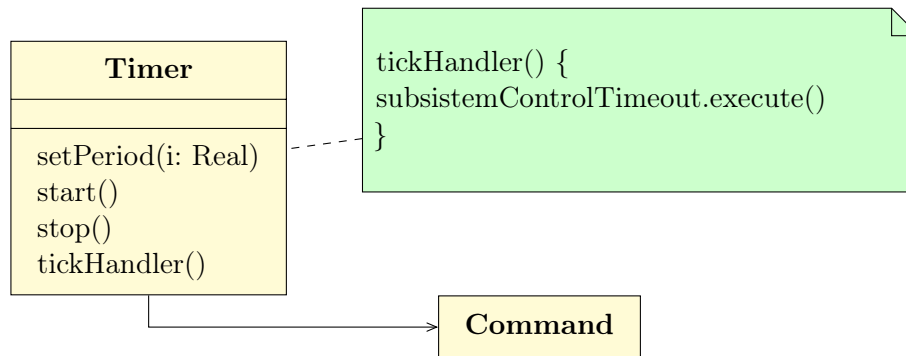 Timer
setPeriod(i: Real)
start()
stop()
tickHandler()
tickHandler() {
subsistemControlTimeout.execute()
}
Command